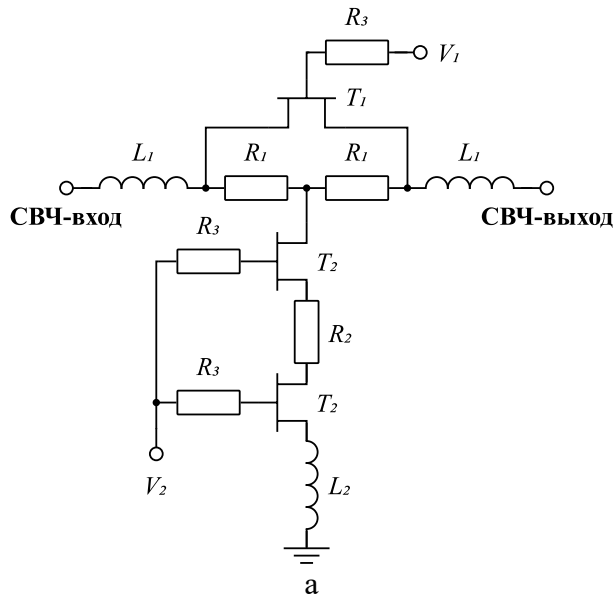 R₃
V₁
T₁
L₁ R₁ R₁ L₁
СВЧ-вход СВЧ-выход
R₃
T₂
R₂
R₃
T₂
V₂
L₂
а